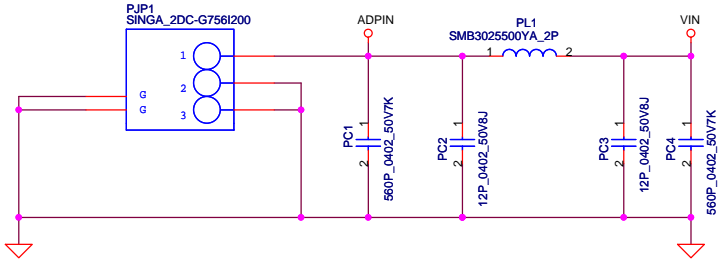 PJP1
SINGA_2DC-G756I200
1
2
3
G
G
ADPIN
PL1
SMB3025500YA_2P
1
2
VIN
PC1
1
2
560P_0402_50V7K
PC2
1
2
12P_0402_50V8J
PC3
1
2
12P_0402_50V8J
PC4
1
2
560P_0402_50V7K